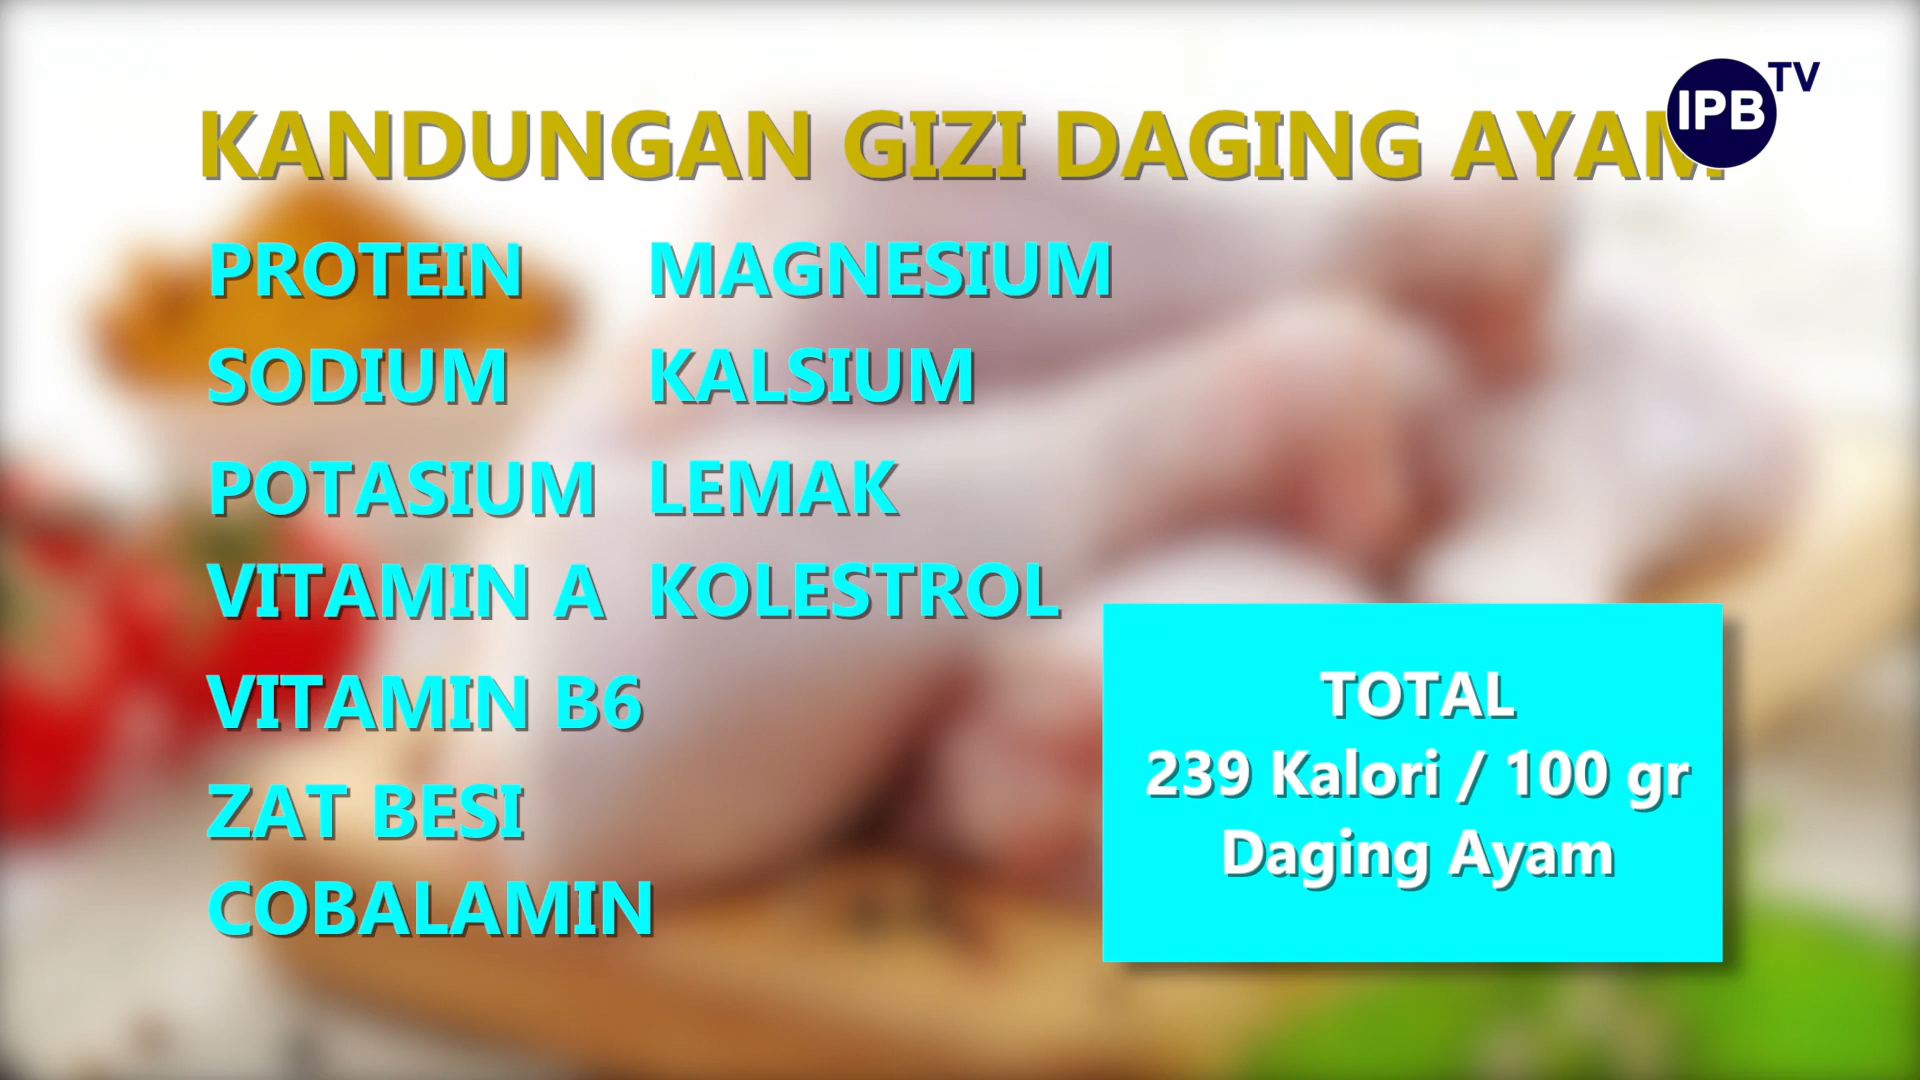 KANDUNGAN GIZI DAGING AYAM
IPB TV
PROTEIN
SODIUM
POTASIUM
VITAMIN A
VITAMIN B6
ZAT BESI
COBALAMIN
MAGNESIUM
KALSIUM
LEMAK
KOLESTROL
TOTAL
239 Kalori / 100 gr
Daging Ayam